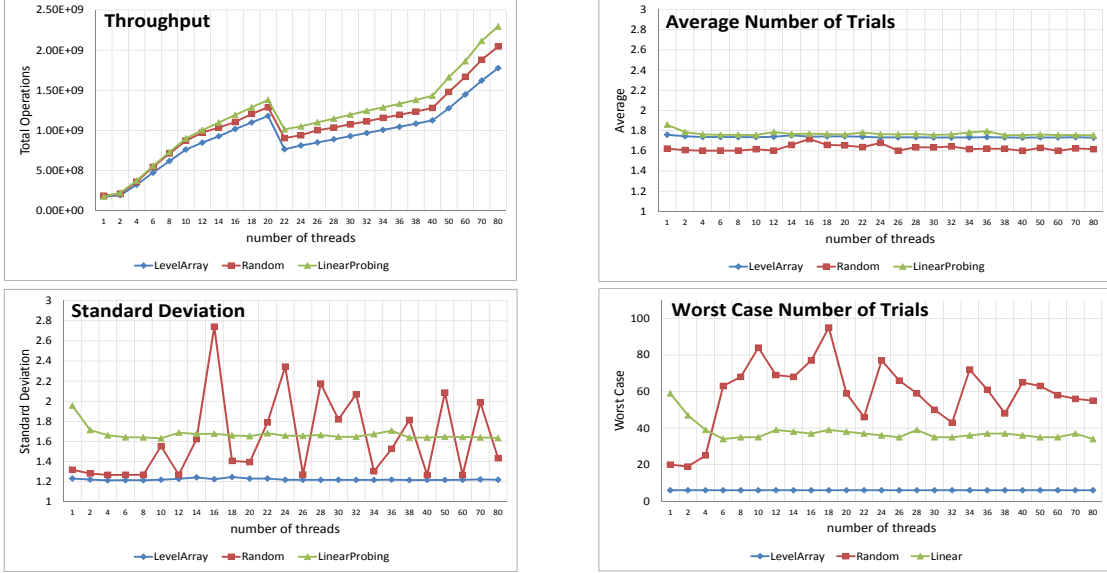 Throughput
2.50E+09
2.00E+09
1.50E+09
1.00E+09
5.00E+08
0.00E+00
Total Operations
1 2 4 6 8 10 12 14 16 18 20 22 24 26 28 30 32 34 36 38 40 50 60 70 80
number of threads
LevelArray Random LinearProbing
Average Number of Trials
3
2.8
2.6
2.4
2.2
2
1.8
1.6
1.4
1.2
1
Average
1 2 4 6 8 10 12 14 16 18 20 22 24 26 28 30 32 34 36 38 40 50 60 70 80
number of threads
LevelArray Random LinearProbing
Standard Deviation
3
2.8
2.6
2.4
2.2
2
1.8
1.6
1.4
1.2
1
Standard Deviation
1 2 4 6 8 10 12 14 16 18 20 22 24 26 28 30 32 34 36 38 40 50 60 70 80
number of threads
LevelArray Random LinearProbing
Worst Case Number of Trials
100
80
60
40
20
0
Worst Case
1 2 4 6 8 10 12 14 16 18 20 22 24 26 28 30 32 34 36 38 40 50 60 70 80
number of threads
LevelArray Random Linear